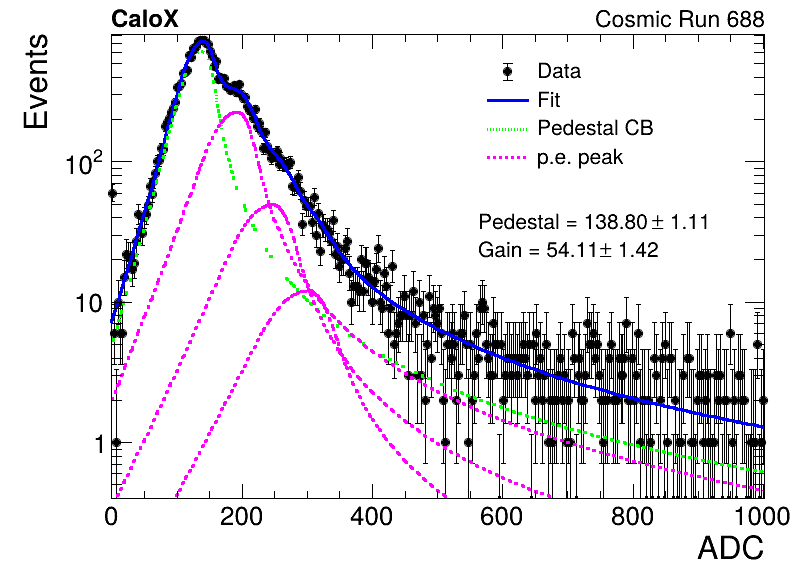 CaloX Cosmic Run 688
Events
Data
Fit
Pedestal CB
p.e. peak
Pedestal = 138.80 ± 1.11
Gain = 54.11 ± 1.42
10²
10
1
0 200 400 600 800 1000
ADC